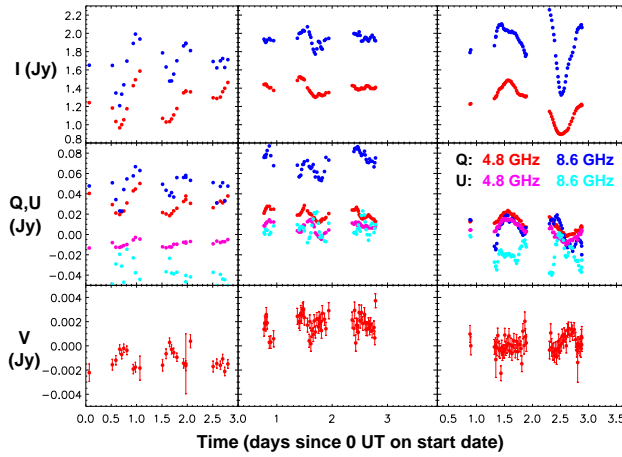 2.2
2.0
1.8
I (Jy) 1.6
1.4
1.2
1.0
0.8
0.08
0.06
0.04
Q,U 0.02
(Jy) 0.00
−0.02
−0.04
Q: 4.8 GHz 8.6 GHz
U: 4.8 GHz 8.6 GHz
0.004
0.002
V 0.000
(Jy) −0.002
−0.004
0.0 0.5 1.0 1.5 2.0 2.5 3.0 1 2 3 0.5 1.0 1.5 2.0 2.5 3.0 3.5
Time (days since 0 UT on start date)